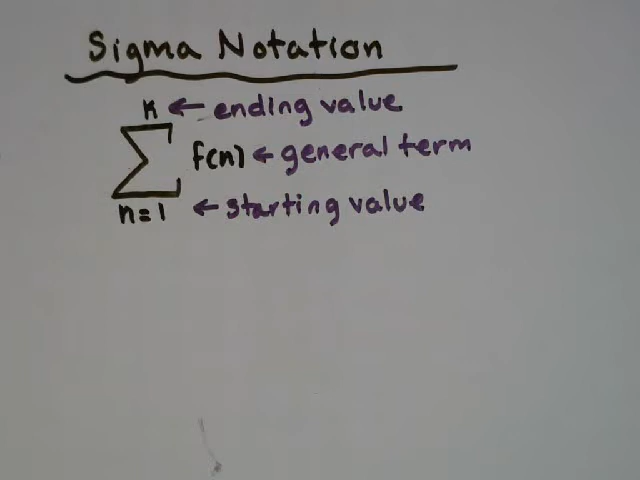 Sigma Notation
K ← ending value
∑ f(n) ← general term
n=1 ← starting value